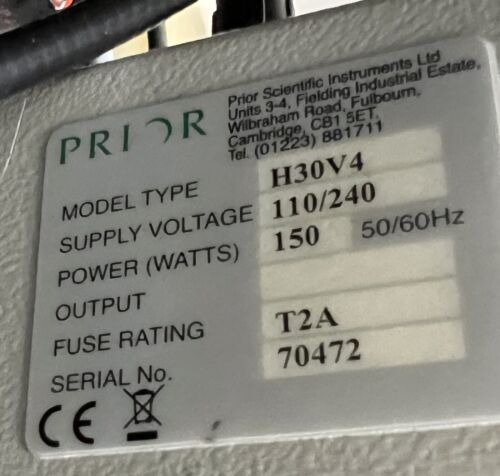 PRIOR
Prior Scientific Instruments Ltd
Units 3-4, Fielding Industrial Estate,
Wilbraham Road, Fulbourn,
Cambridge, CB1 5ET.
Tel. (01223) 881711
MODEL TYPE H30V4
SUPPLY VOLTAGE 110/240
POWER (WATTS) 150 50/60Hz
OUTPUT
FUSE RATING T2A
SERIAL No. 70472
CE